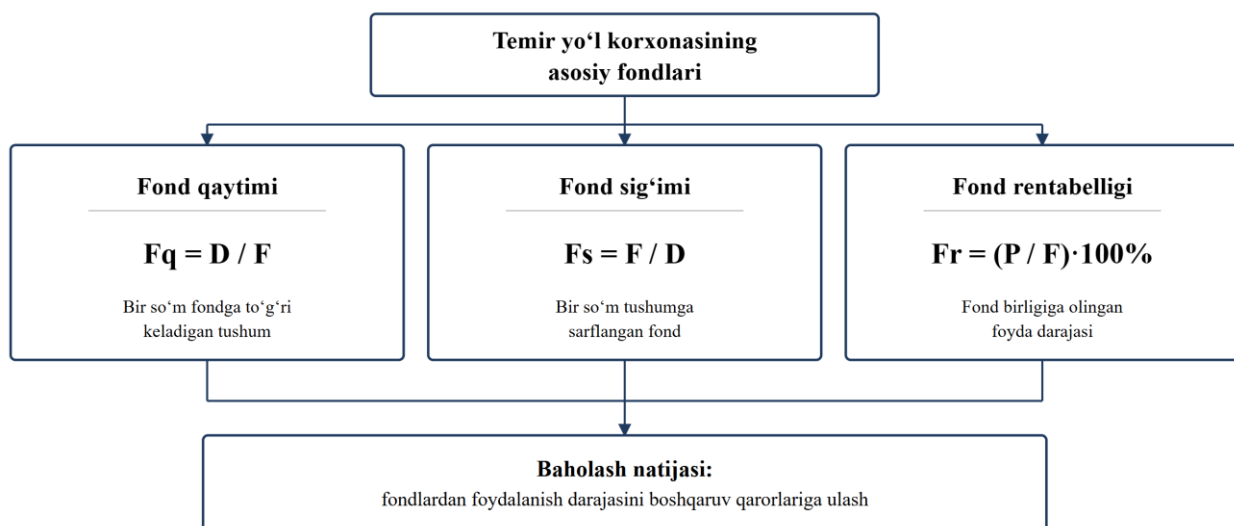 Temir yo‘l korxonasining
asosiy fondlari
Fond qaytimi
Fq = D / F
Bir so‘m fondga to‘g‘ri
keladigan tushum
Fond sig‘imi
Fs = F / D
Bir so‘m tushumga
sarflangan fond
Fond rentabelligi
Fr = (P / F)·100%
Fond birligiga olingan
foyda darajasi
Baholash natijasi:
fondlardan foydalanish darajasini boshqaruv qarorlariga ulash